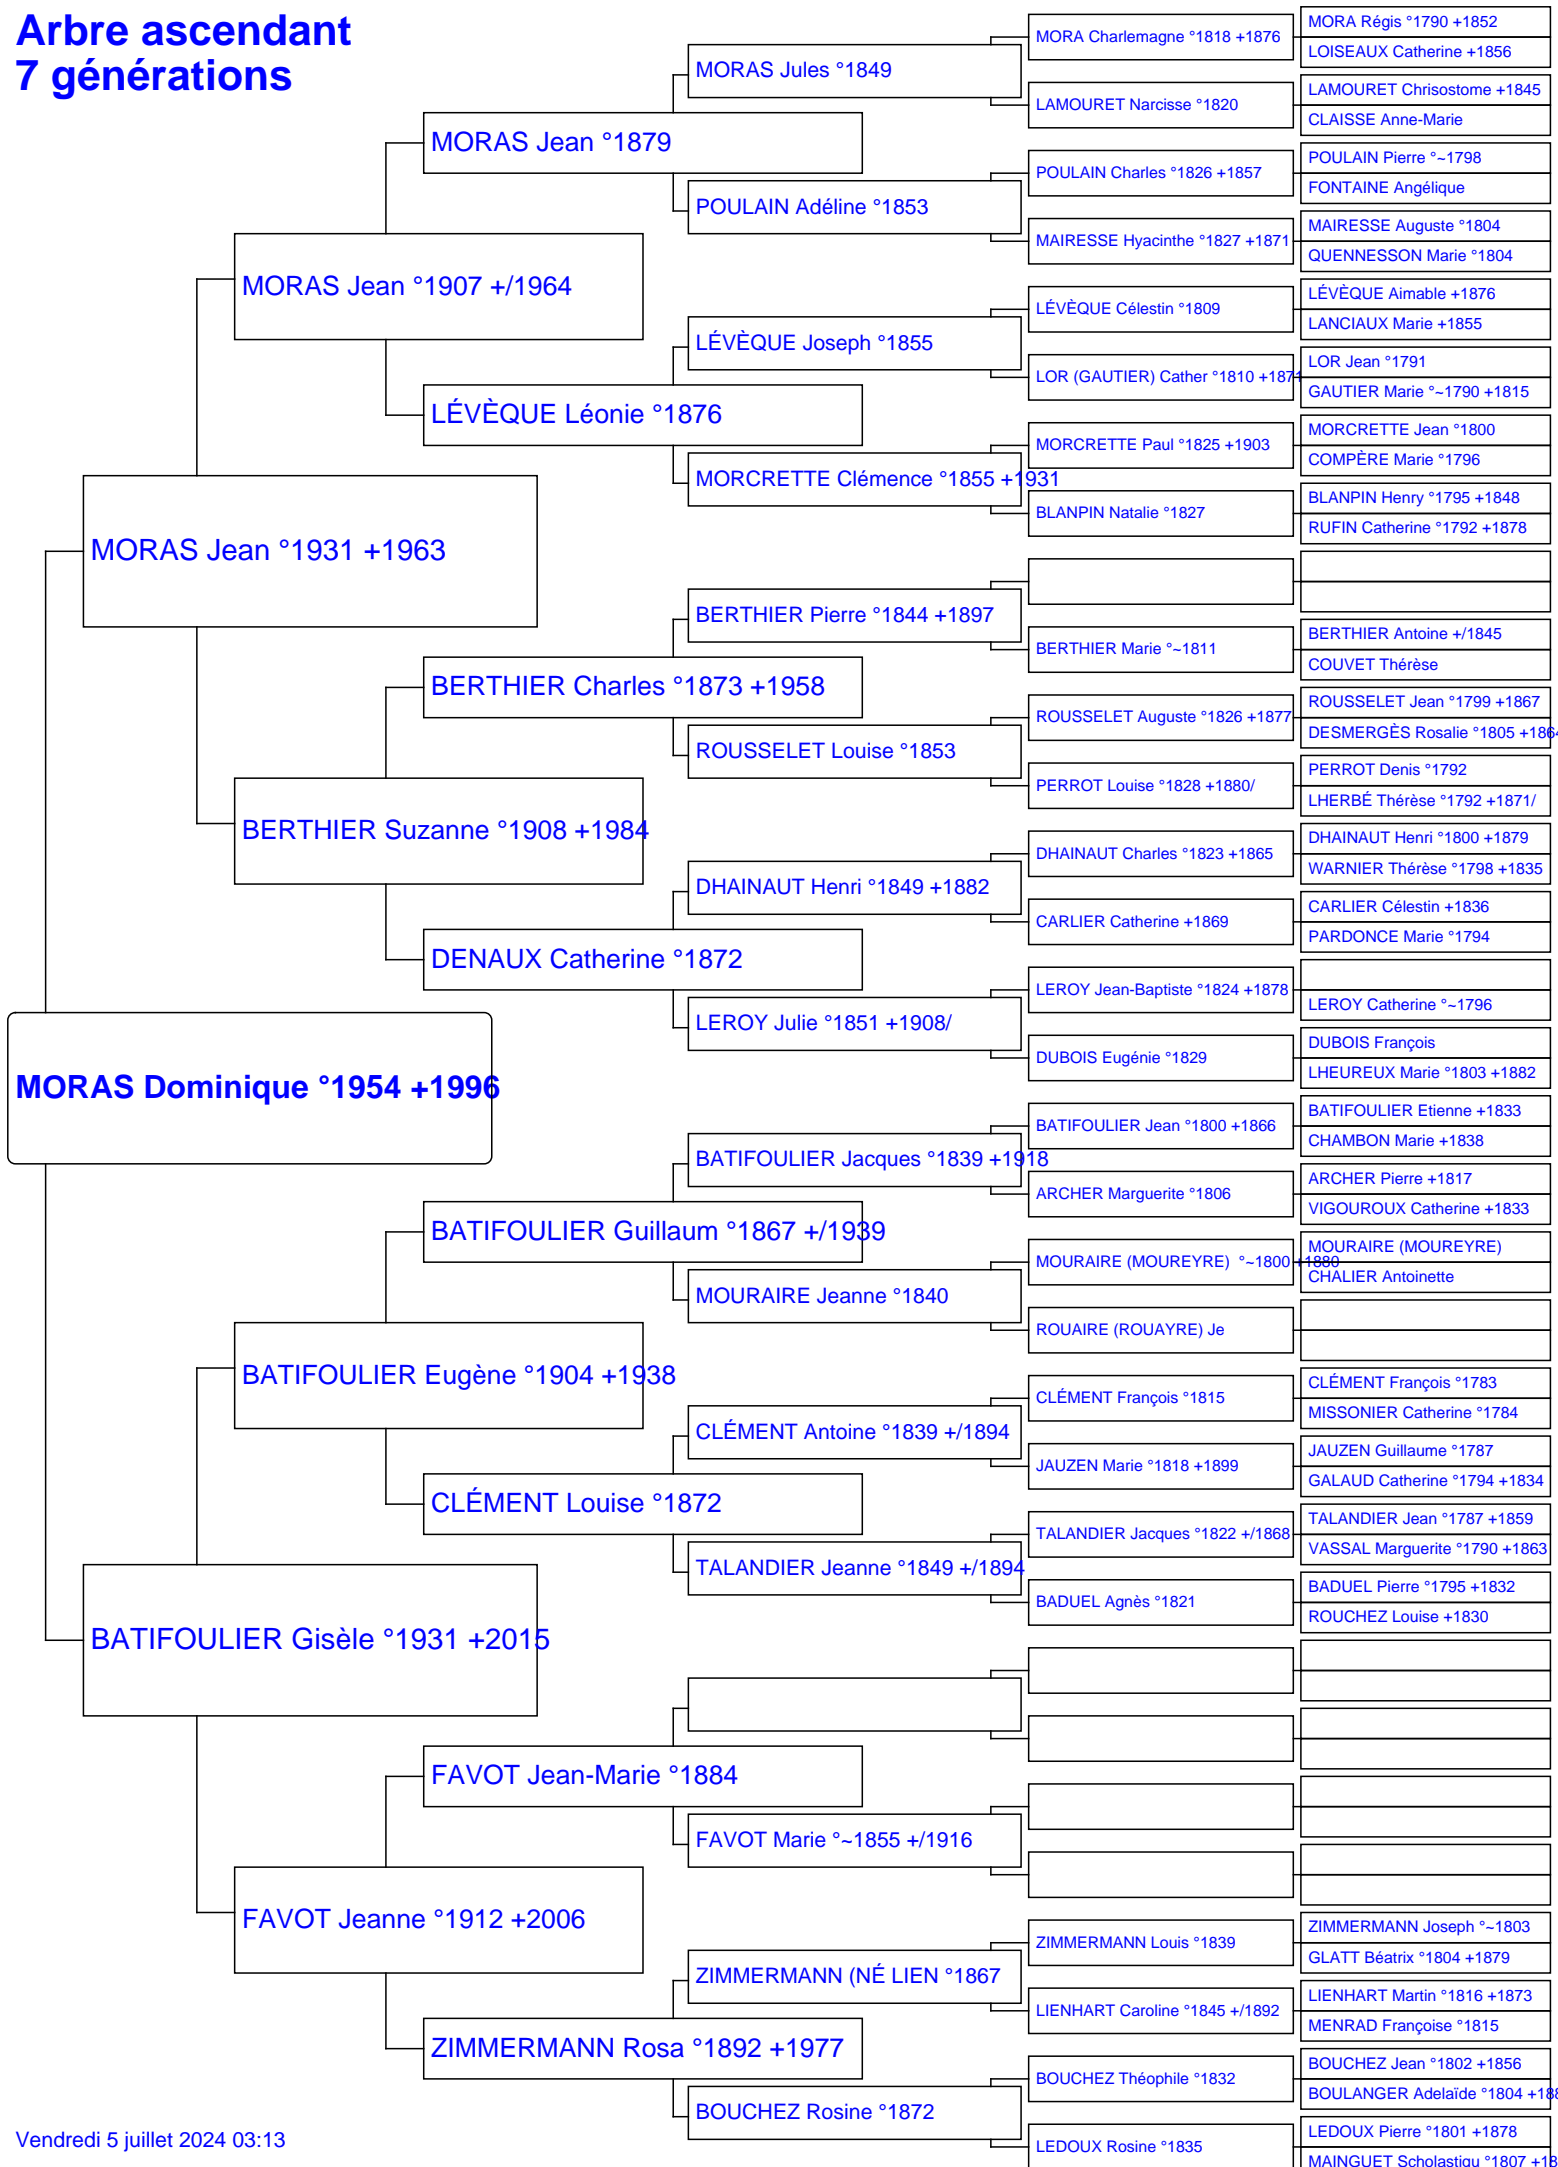 Arbre ascendant
7 générations
MORAS Dominique °1954 +1996
MORAS Jean °1931 +1963
BATIFOULIER Gisèle °1931 +2015
MORAS Jean °1907 +/1964
BERTHIER Suzanne °1908 +1984
BATIFOULIER Eugène °1904 +1938
FAVOT Jeanne °1912 +2006
MORAS Jean °1879
LÉVÈQUE Léonie °1876
BERTHIER Charles °1873 +1958
DENAUX Catherine °1872
BATIFOULIER Guillaum °1867 +/1939
CLÉMENT Louise °1872
FAVOT Jean-Marie °1884
ZIMMERMANN Rosa °1892 +1977
MORAS Jules °1849
POULAIN Adéline °1853
LÉVÈQUE Joseph °1855
MORCRETTE Clémence °1855 +1931
BERTHIER Pierre °1844 +1897
ROUSSELET Louise °1853
DHAINAUT Henri °1849 +1882
LEROY Julie °1851 +1908/
BATIFOULIER Jacques °1839 +1918
MOURAIRE Jeanne °1840
CLÉMENT Antoine °1839 +/1894
TALANDIER Jeanne °1849 +/1894
FAVOT Marie °~1855 +/1916
ZIMMERMANN (NÉ LIEN °1867
BOUCHEZ Rosine °1872
MORA Charlemagne °1818 +1876
LAMOURET Narcisse °1820
POULAIN Charles °1826 +1857
MAIRESSE Hyacinthe °1827 +1871
LÉVÈQUE Célestin °1809
LOR (GAUTIER) Cather °1810 +1871
MORCRETTE Paul °1825 +1903
BLANPIN Natalie °1827
BERTHIER Marie °~1811
ROUSSELET Auguste °1826 +1877
PERROT Louise °1828 +1880/
DHAINAUT Charles °1823 +1865
CARLIER Catherine +1869
LEROY Jean-Baptiste °1824 +1878
DUBOIS Eugénie °1829
BATIFOULIER Jean °1800 +1866
ARCHER Marguerite °1806
MOURAIRE (MOUREYRE) °~1800 +1880
ROUAIRE (ROUAYRE) Je
CLÉMENT François °1815
JAUZEN Marie °1818 +1899
TALANDIER Jacques °1822 +/1868
BADUEL Agnès °1821
ZIMMERMANN Louis °1839
LIENHART Caroline °1845 +/1892
BOUCHEZ Théophile °1832
LEDOUX Rosine °1835
MORA Régis °1790 +1852
LOISEAUX Catherine +1856
LAMOURET Chrisostome +1845
CLAISSE Anne-Marie
POULAIN Pierre °~1798
FONTAINE Angélique
MAIRESSE Auguste °1804
QUENNESSON Marie °1804
LÉVÈQUE Aimable +1876
LANCIAUX Marie +1855
LOR Jean °1791
GAUTIER Marie °~1790 +1815
MORCRETTE Jean °1800
COMPÈRE Marie °1796
BLANPIN Henry °1795 +1848
RUFIN Catherine °1792 +1878
BERTHIER Antoine +/1845
COUVET Thérèse
ROUSSELET Jean °1799 +1867
DESMERGÈS Rosalie °1805 +1864
PERROT Denis °1792
LHERBÉ Thérèse °1792 +1871/
DHAINAUT Henri °1800 +1879
WARNIER Thérèse °1798 +1835
CARLIER Célestin +1836
PARDONCE Marie °1794
LEROY Catherine °~1796
DUBOIS François
LHEUREUX Marie °1803 +1882
BATIFOULIER Etienne +1833
CHAMBON Marie +1838
ARCHER Pierre +1817
VIGOUROUX Catherine +1833
MOURAIRE (MOUREYRE)
CHALIER Antoinette
CLÉMENT François °1783
MISSONIER Catherine °1784
JAUZEN Guillaume °1787
GALAUD Catherine °1794 +1834
TALANDIER Jean °1787 +1859
VASSAL Marguerite °1790 +1863
BADUEL Pierre °1795 +1832
ROUCHEZ Louise +1830
ZIMMERMANN Joseph °~1803
GLATT Béatrix °1804 +1879
LIENHART Martin °1816 +1873
MENRAD Françoise °1815
BOUCHEZ Jean °1802 +1856
BOULANGER Adelaïde °1804 +188
LEDOUX Pierre °1801 +1878
MAINGUET Scholastiqu °1807 +18
Vendredi 5 juillet 2024 03:13